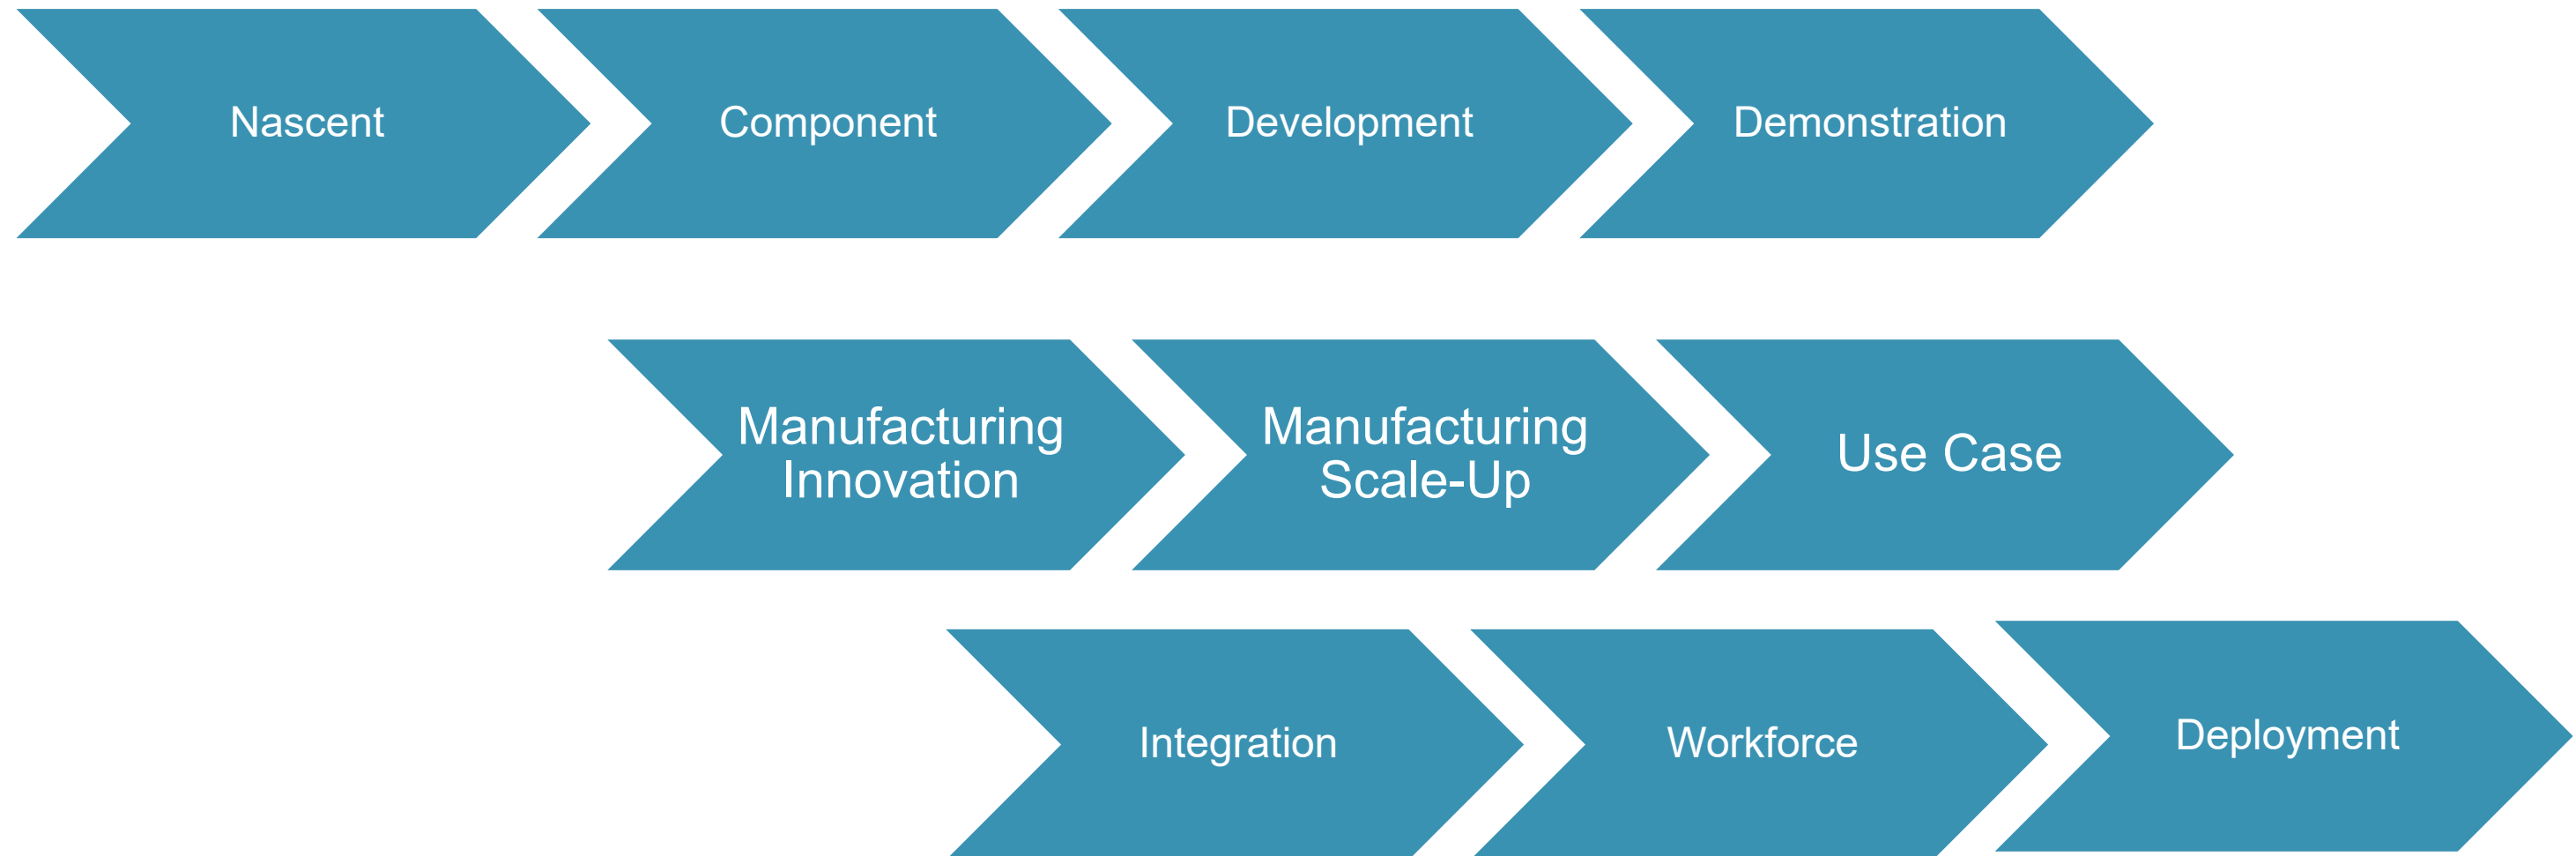 Nascent
Component
Development
Demonstration
Manufacturing
Innovation
Manufacturing
Scale-Up
Use Case
Integration
Workforce
Deployment